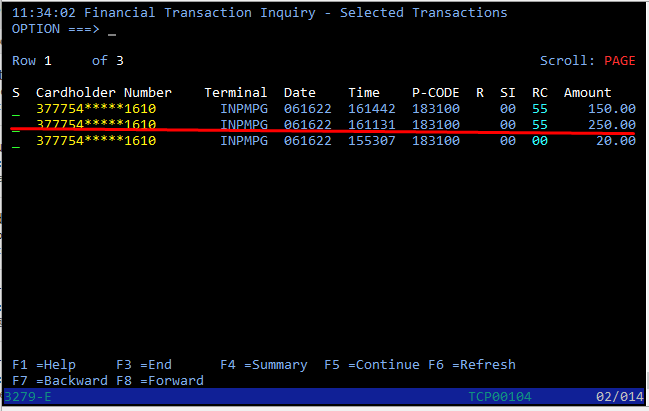 11:34:02 Financial Transaction Inquiry - Selected Transactions
OPTION ===> _
Row 1 of 3 Scroll: PAGE
S Cardholder Number Terminal Date Time P-CODE R SI RC Amount
_ 377754*****1610 INPMPG 061622 161442 183100 00 55 150.00
_ 377754*****1610 INPMPG 061622 161131 183100 00 55 250.00
_ 377754*****1610 INPMPG 061622 155307 183100 00 00 20.00
F1 =Help F3 =End F4 =Summary F5 =Continue F6 =Refresh
F7 =Backward F8 =Forward
3279-E TCP00104 02/014